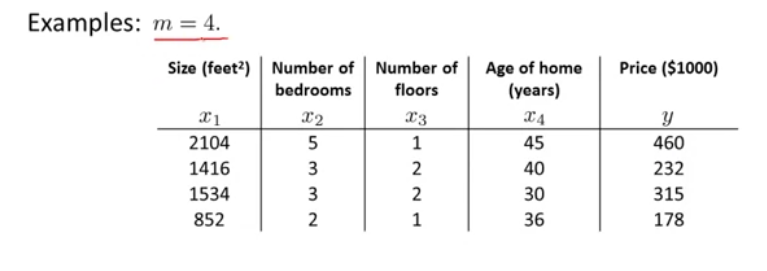 Examples: m = 4.
Size (feet²) Number of bedrooms Number of floors Age of home (years) Price ($1000)
x₁ x₂ x₃ x₄ y
2104 5 1 45 460
1416 3 2 40 232
1534 3 2 30 315
852 2 1 36 178